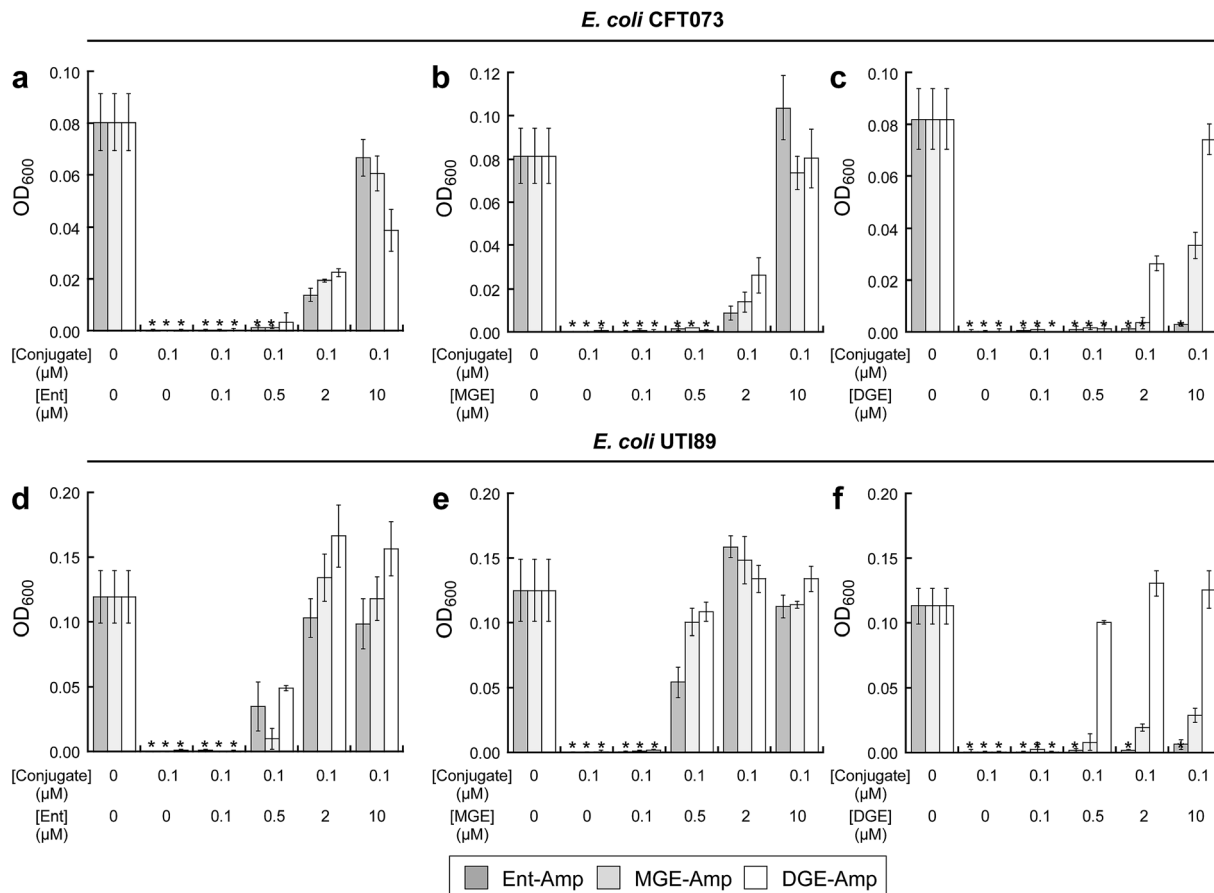 E. coli CFT073
a
b
c
0.10
0.08
0.06
0.04
0.02
0.00
OD600
0.12
0.10
0.08
0.06
0.04
0.02
0.00
OD600
0.10
0.08
0.06
0.04
0.02
0.00
OD600
* * * * * * * *
* * * * * * * * *
* * * * * * * * * * * *
[Conjugate] 0 0.1 0.1 0.1 0.1 0.1
(µM)
[Ent] 0 0 0.1 0.5 2 10
(µM)
[Conjugate] 0 0.1 0.1 0.1 0.1 0.1
(µM)
[MGE] 0 0 0.1 0.5 2 10
(µM)
[Conjugate] 0 0.1 0.1 0.1 0.1 0.1
(µM)
[DGE] 0 0 0.1 0.5 2 10
(µM)
E. coli UTI89
d
e
f
0.20
0.15
0.10
0.05
0.00
OD600
0.20
0.15
0.10
0.05
0.00
OD600
0.20
0.15
0.10
0.05
0.00
OD600
* * * * * *
* * * * * *
* * * * * * * * *
[Conjugate] 0 0.1 0.1 0.1 0.1 0.1
(µM)
[Ent] 0 0 0.1 0.5 2 10
(µM)
[Conjugate] 0 0.1 0.1 0.1 0.1 0.1
(µM)
[MGE] 0 0 0.1 0.5 2 10
(µM)
[Conjugate] 0 0.1 0.1 0.1 0.1 0.1
(µM)
[DGE] 0 0 0.1 0.5 2 10
(µM)
Ent-Amp MGE-Amp DGE-Amp